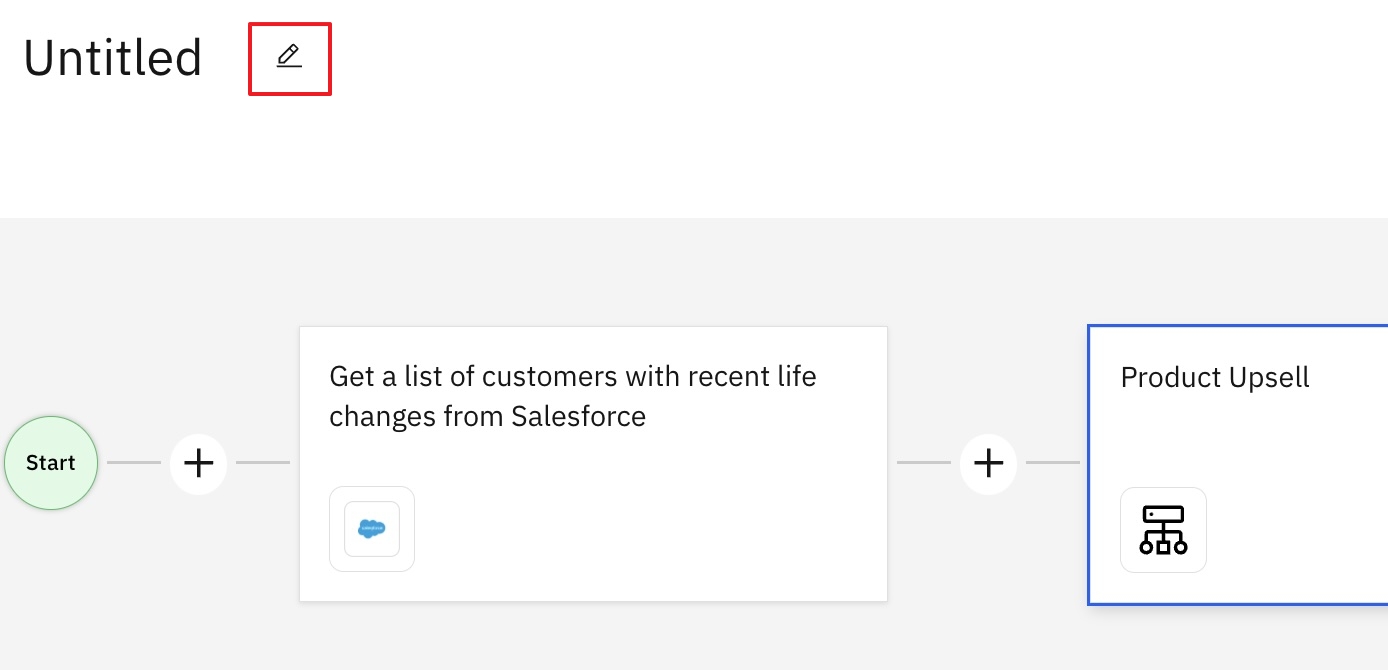 Untitled
Get a list of customers with recent life
changes from Salesforce
Product Upsell
Start